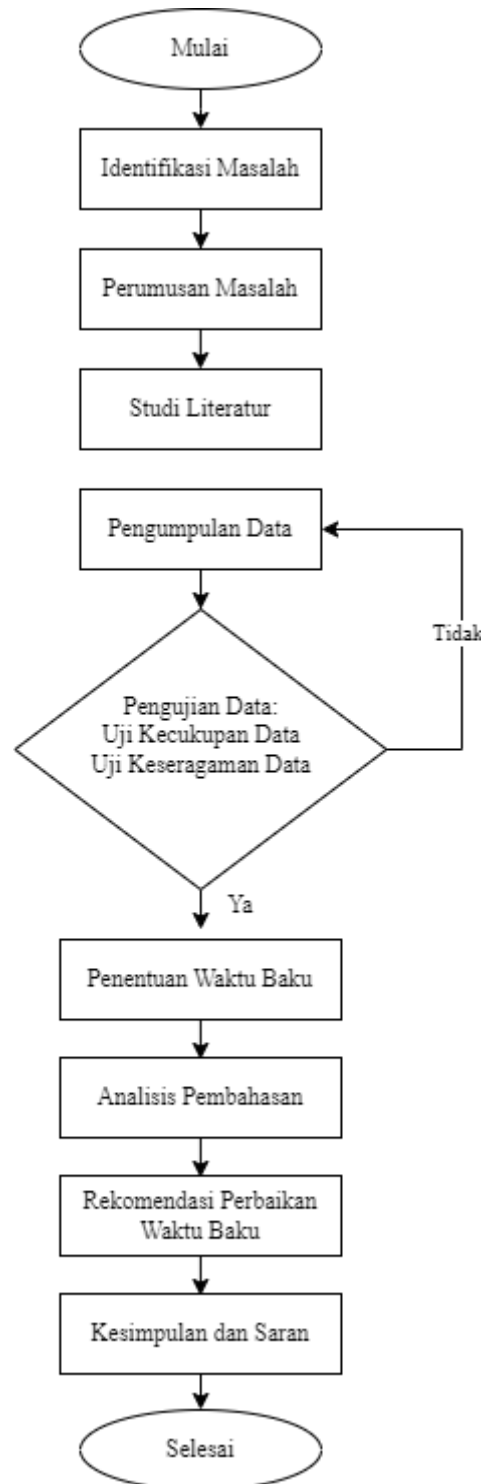 Mulai
Identifikasi Masalah
Perumusan Masalah
Studi Literatur
Pengumpulan Data
Tidak
Pengujian Data:
Uji Kecukupan Data
Uji Keseragaman Data
Ya
Penentuan Waktu Baku
Analisis Pembahasan
Rekomendasi Perbaikan
Waktu Baku
Kesimpulan dan Saran
Selesai